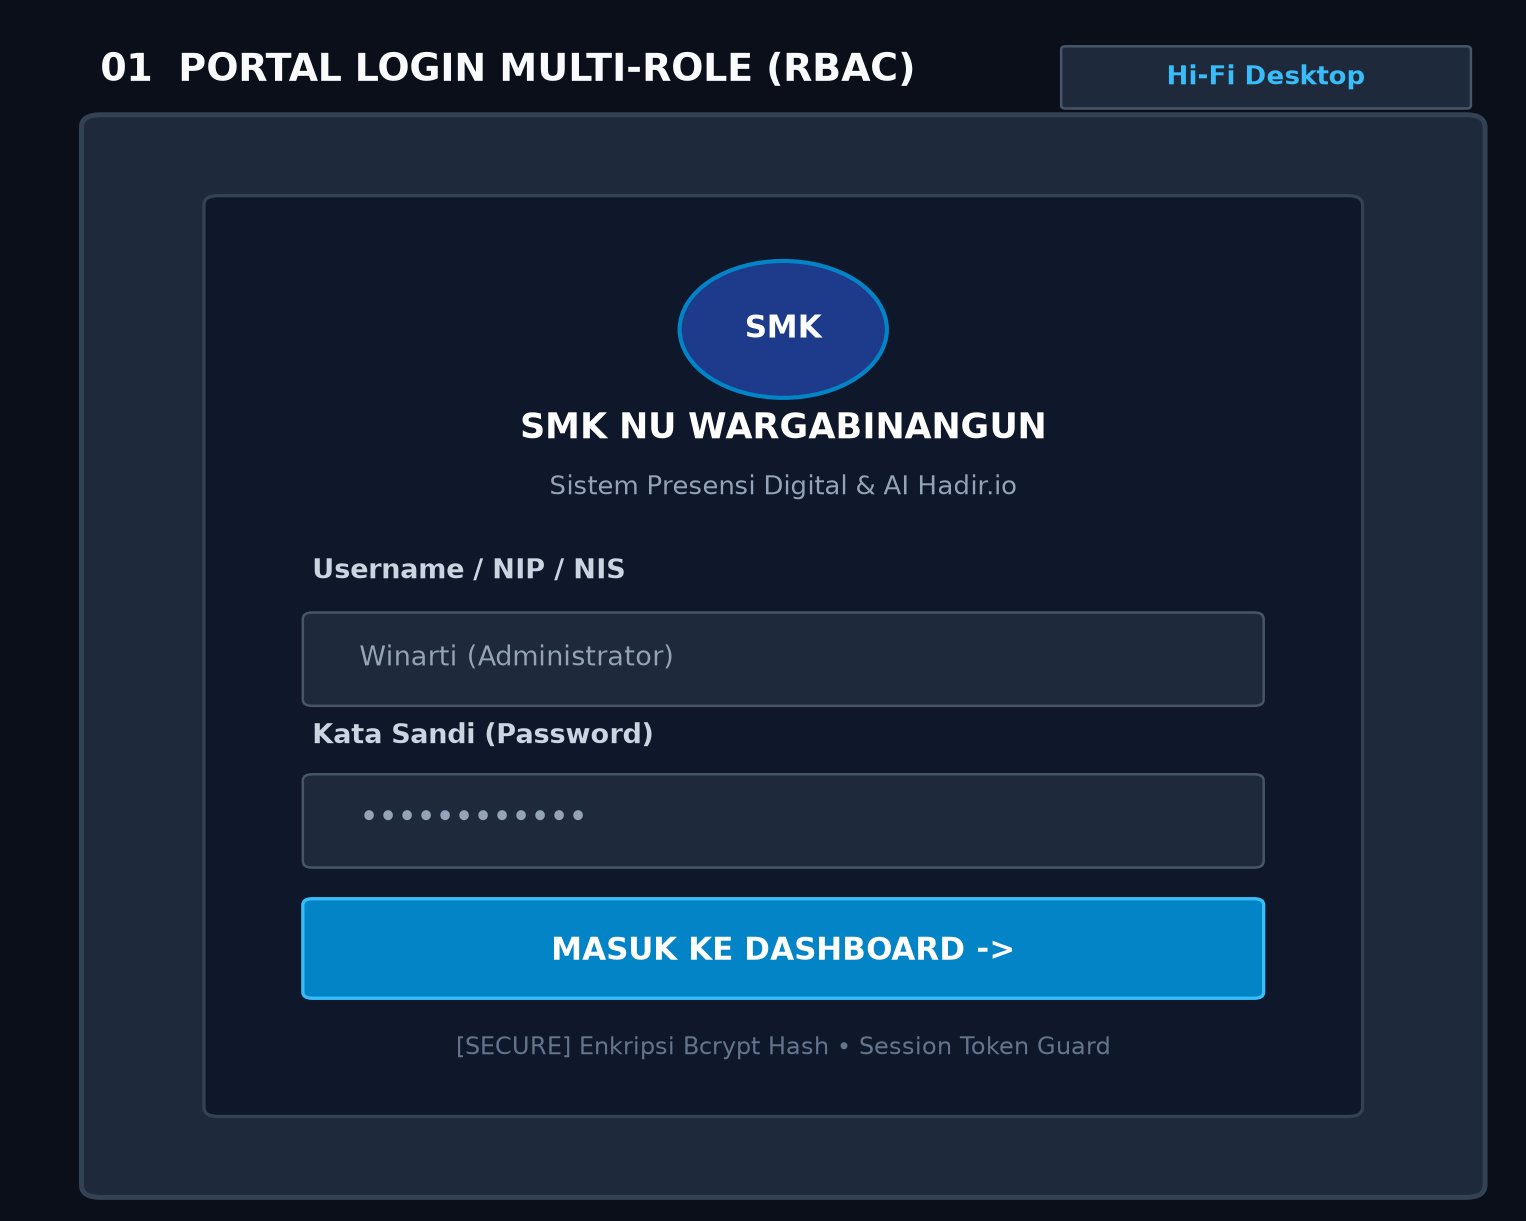 01 PORTAL LOGIN MULTI-ROLE (RBAC)
Hi-Fi Desktop
SMK
SMK NU WARGABINANGUN
Sistem Presensi Digital & AI Hadir.io
Username / NIP / NIS
Winarti (Administrator)
Kata Sandi (Password)
••••••••••••
MASUK KE DASHBOARD ->
[SECURE] Enkripsi Bcrypt Hash • Session Token Guard